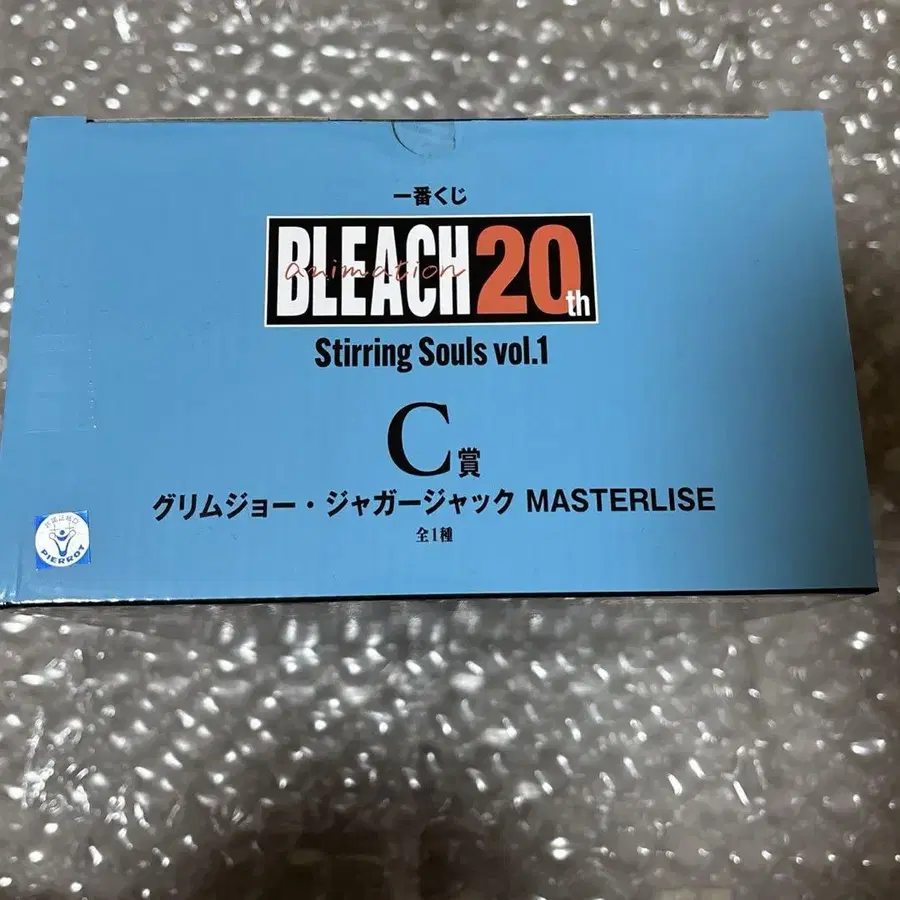 一番くじ
BLEACH 20th
animation
Stirring Souls vol.1
C賞
グリムジョー・ジャガージャック MASTERLISE
全1種
PIERROT